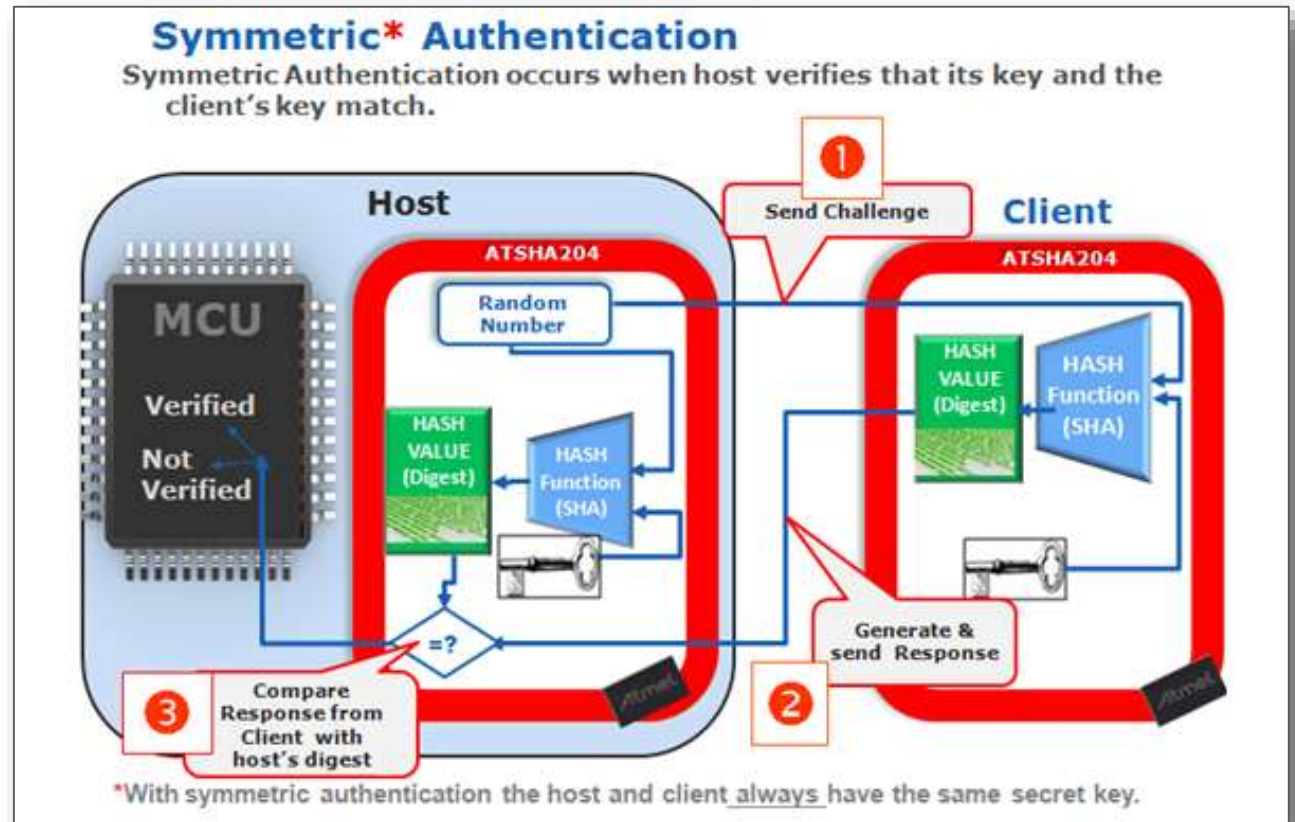 Symmetric* Authentication
Symmetric Authentication occurs when host verifies that its key and the
client's key match.
1
Send Challenge
Host
Client
ATSHA204
ATSHA204
MCU
Random
Number
Verified
Not
Verified
HASH
VALUE
(Digest)
HASH
Function
(SHA)
HASH
VALUE
(Digest)
HASH
Function
(SHA)
=?
Generate &
send Response
2
3
Compare
Response from
Client with
host's digest
Atmel
Atmel
*With symmetric authentication the host and client always have the same secret key.